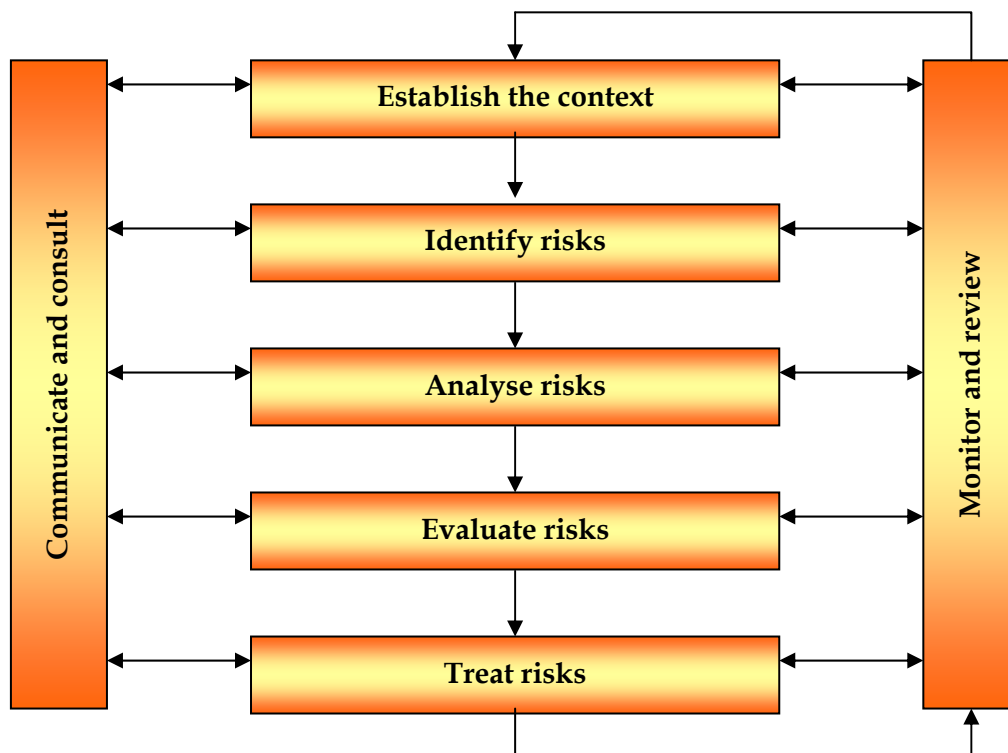 Communicate and consult
Establish the context
Identify risks
Analyse risks
Evaluate risks
Treat risks
Monitor and review